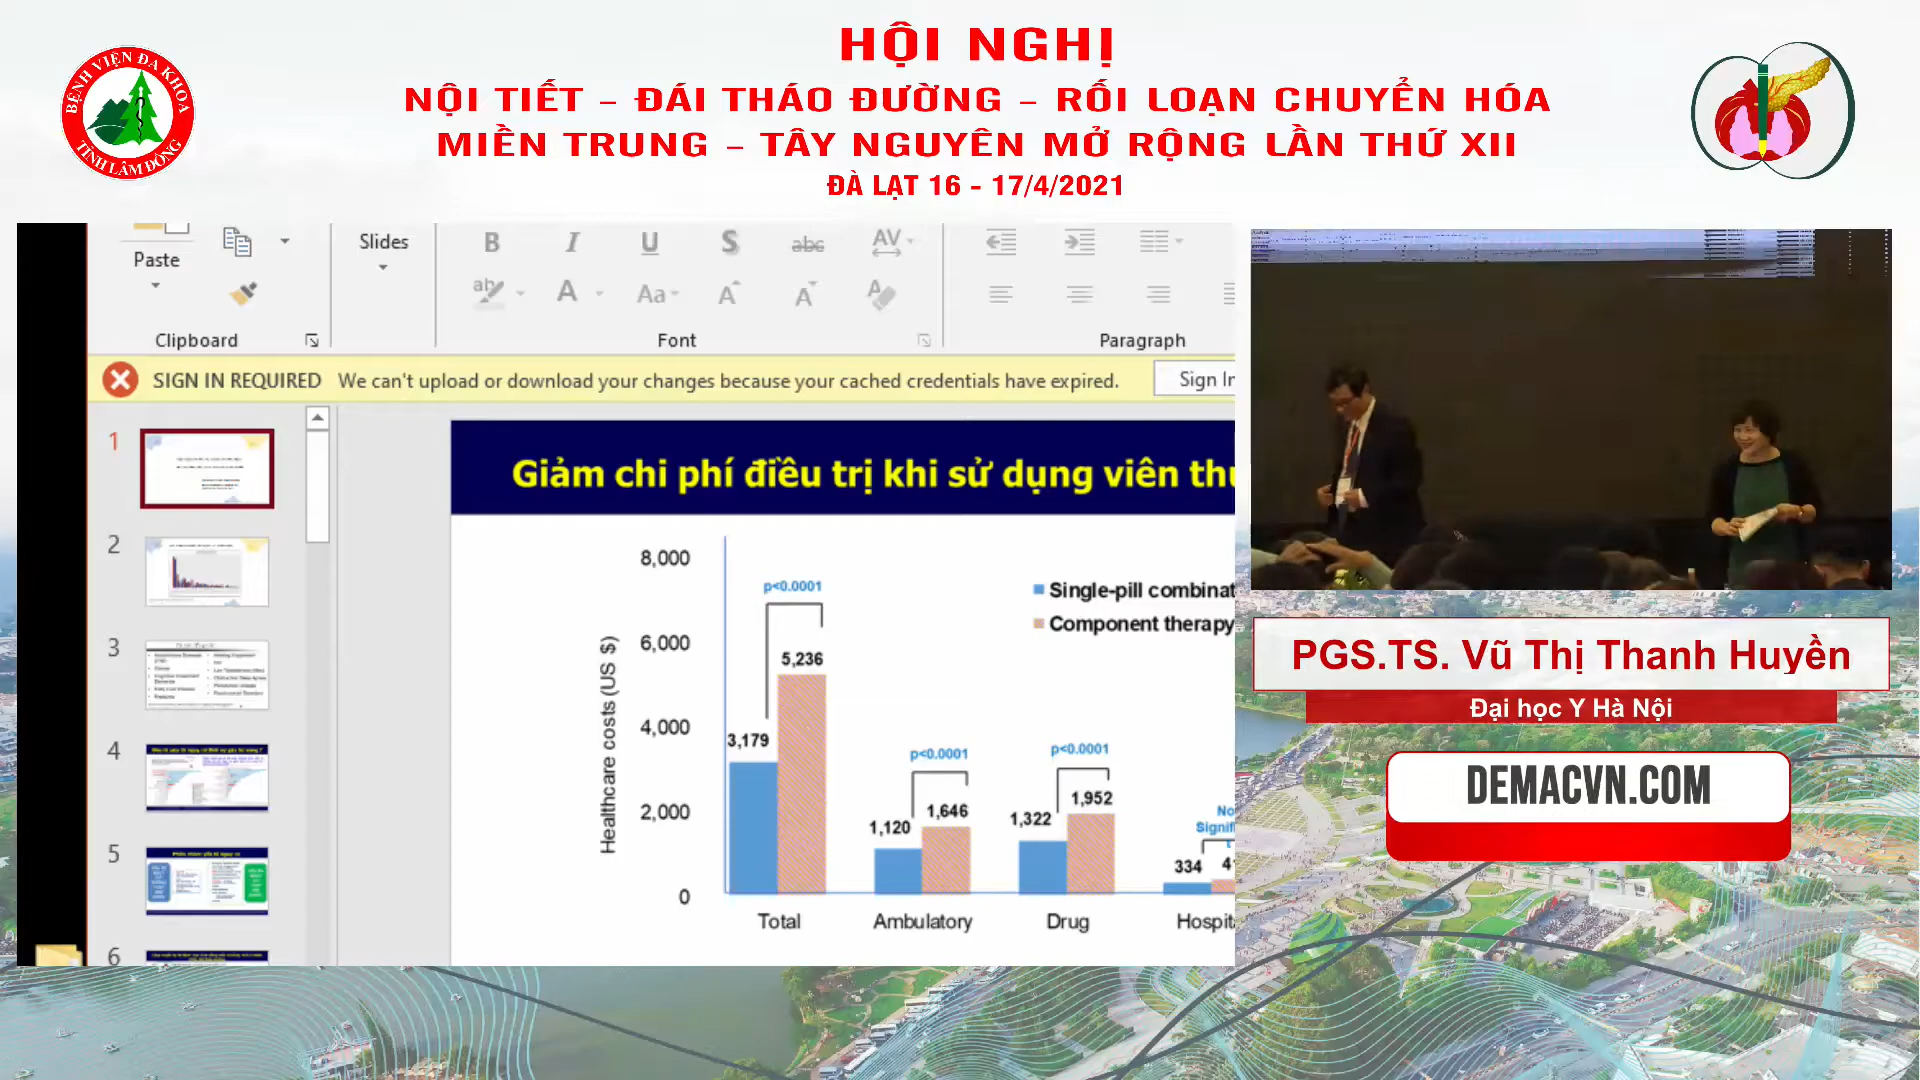 BỆNH VIỆN ĐA KHOA
TỈNH LÂM ĐỒNG
HỘI NGHỊ
NỘI TIẾT – ĐÁI THÁO ĐƯỜNG – RỐI LOẠN CHUYỂN HÓA
MIỀN TRUNG – TÂY NGUYÊN MỞ RỘNG LẦN THỨ XII
ĐÀ LẠT 16 - 17/4/2021
Paste
Slides
B I U S abc AV
ab A Aa A A A
Clipboard
Font
Paragraph
SIGN IN REQUIRED We can't upload or download your changes because your cached credentials have expired.
Sign In
1
2
3
4
5
6
Giảm chi phí điều trị khi sử dụng viên
Healthcare costs (US $)
8,000
6,000
4,000
2,000
0
Single-pill
Component therapy
p<0.0001
3,179
5,236
p<0.0001
1,120
1,646
p<0.0001
1,322
1,952
334
Total
Ambulatory
Drug
PGS.TS. Vũ Thị Thanh Huyền
Đại học Y Hà Nội
DEMACVN.COM